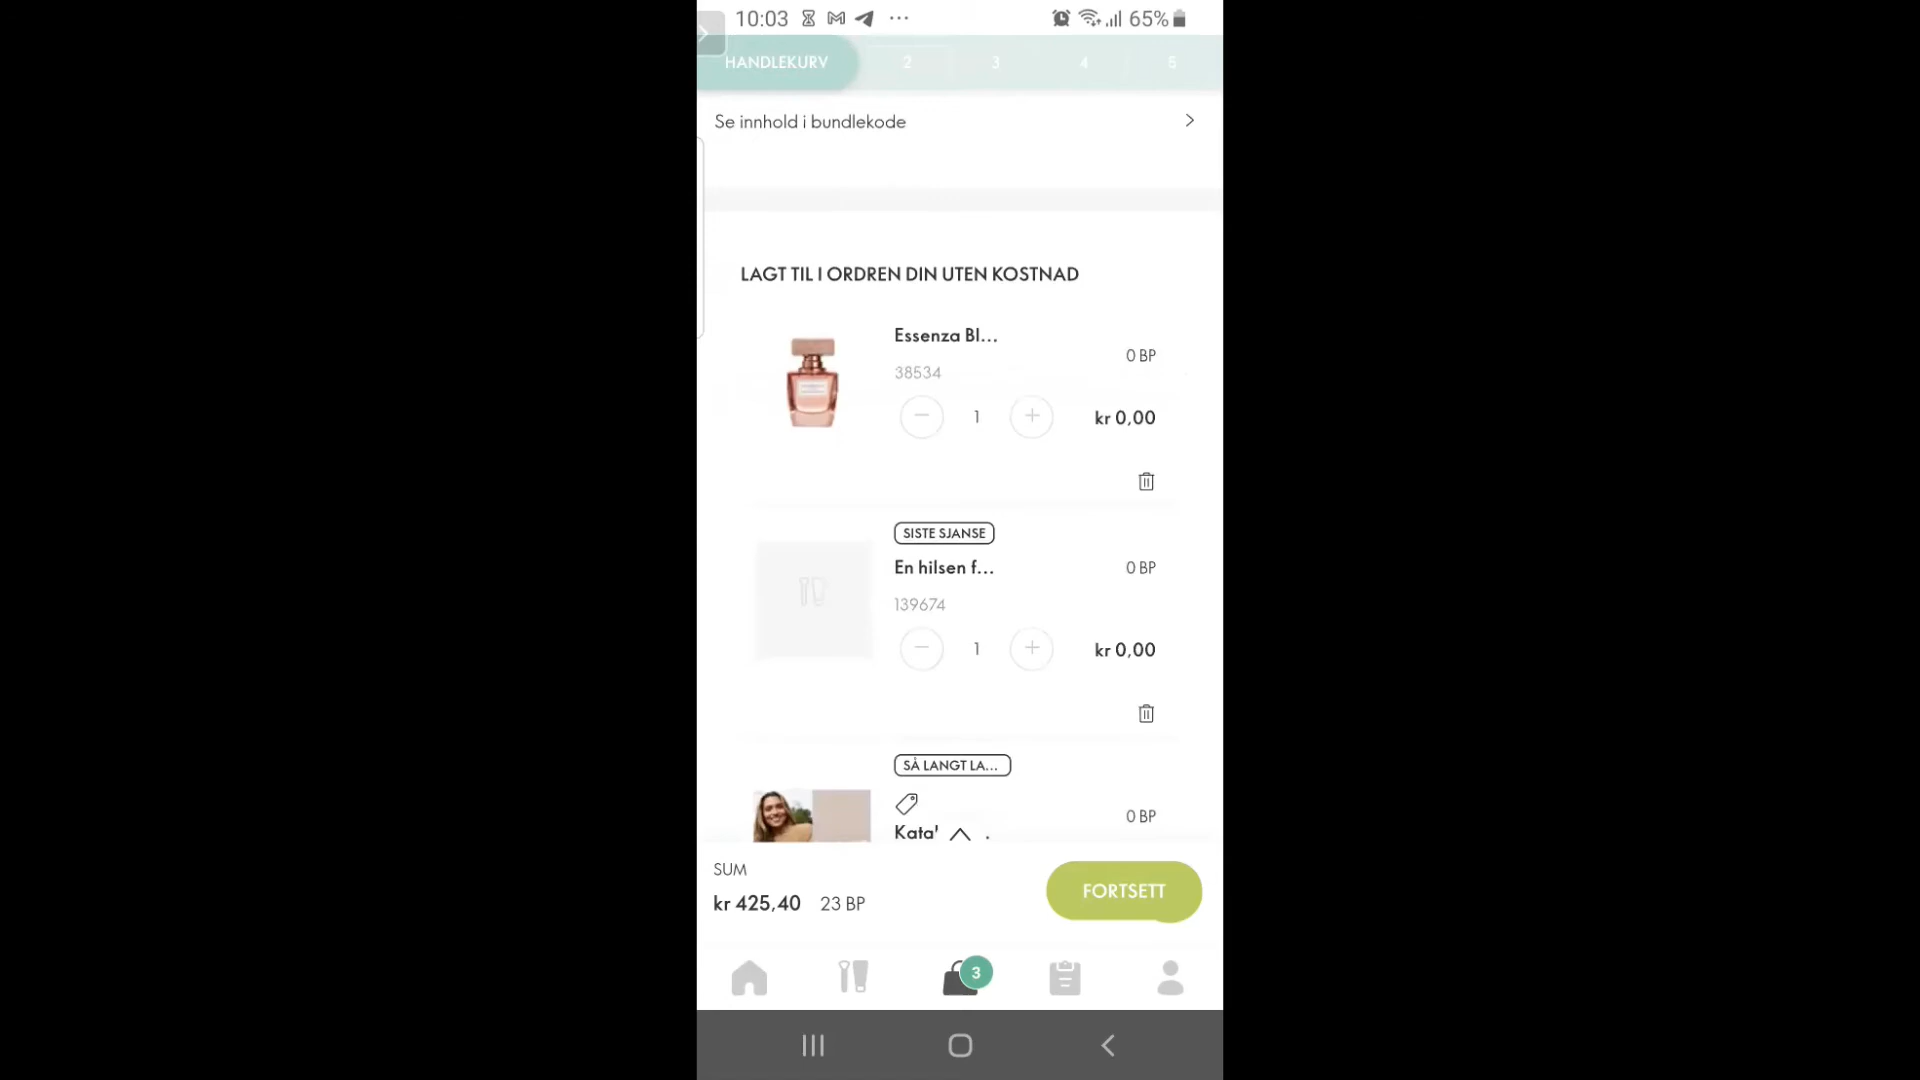 10:03
65%
HANDLEKURV 2 3 4 5
Se innhold i bundlekode
LAGT TIL I ORDREN DIN UTEN KOSTNAD
Essenza Bl...
0 BP
38534
1
kr 0,00
SISTE SJANSE
En hilsen f...
0 BP
139674
1
kr 0,00
SÅ LANGT LA...
0 BP
Kata'
SUM
kr 425,40 23 BP
FORTSETT
3